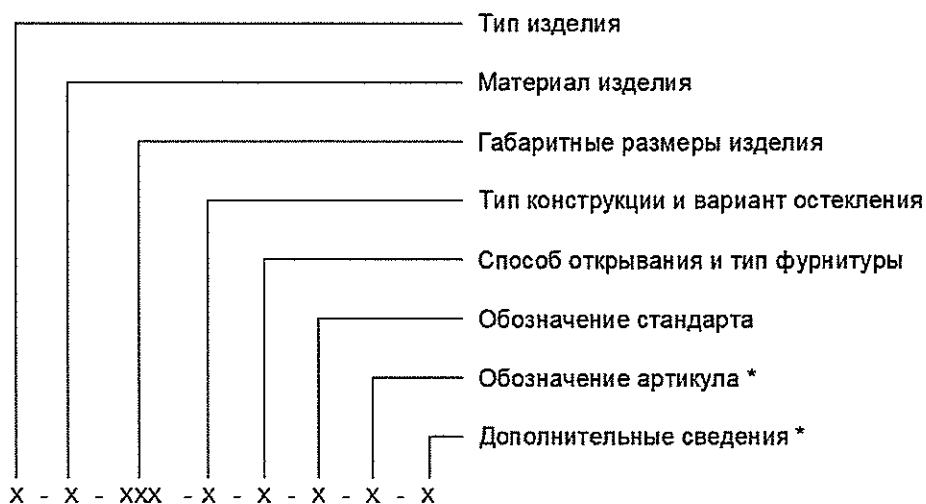 Тип изделия
Материал изделия
Габаритные размеры изделия
Тип конструкции и вариант остекления
Способ открывания и тип фурнитуры
Обозначение стандарта
Обозначение артикула *
Дополнительные сведения *
X - X - XXX - X - X - X - X - X